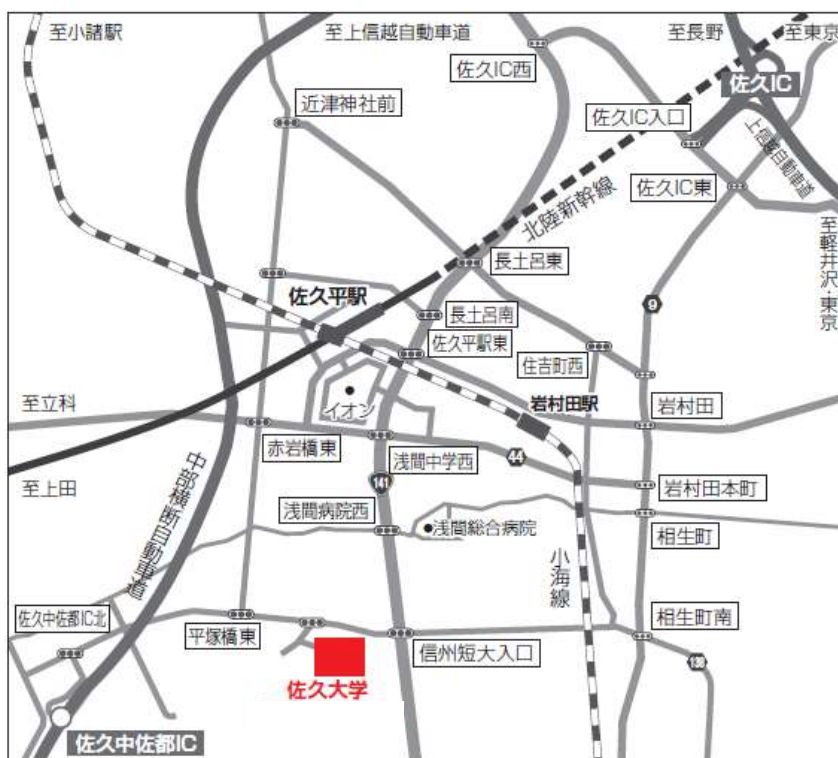 至小諸駅
至上信越自動車道
至長野
至東京
佐久IC西
佐久IC
近津神社前
佐久IC入口
上信越自動車道
佐久IC東
北陸新幹線
至軽井沢・東京
長土呂東
佐久平駅
9
長土呂南
佐久平駅東
住吉町西
至立科
イオン
岩村田駅
岩村田
赤岩橋東
浅間中学西
44
至上田
141
岩村田本町
中部横断自動車道
浅間病院西
浅間総合病院
相生町
小海線
佐久中佐都IC北
平塚橋東
信州短大入口
相生町南
138
佐久大学
佐久中佐都IC